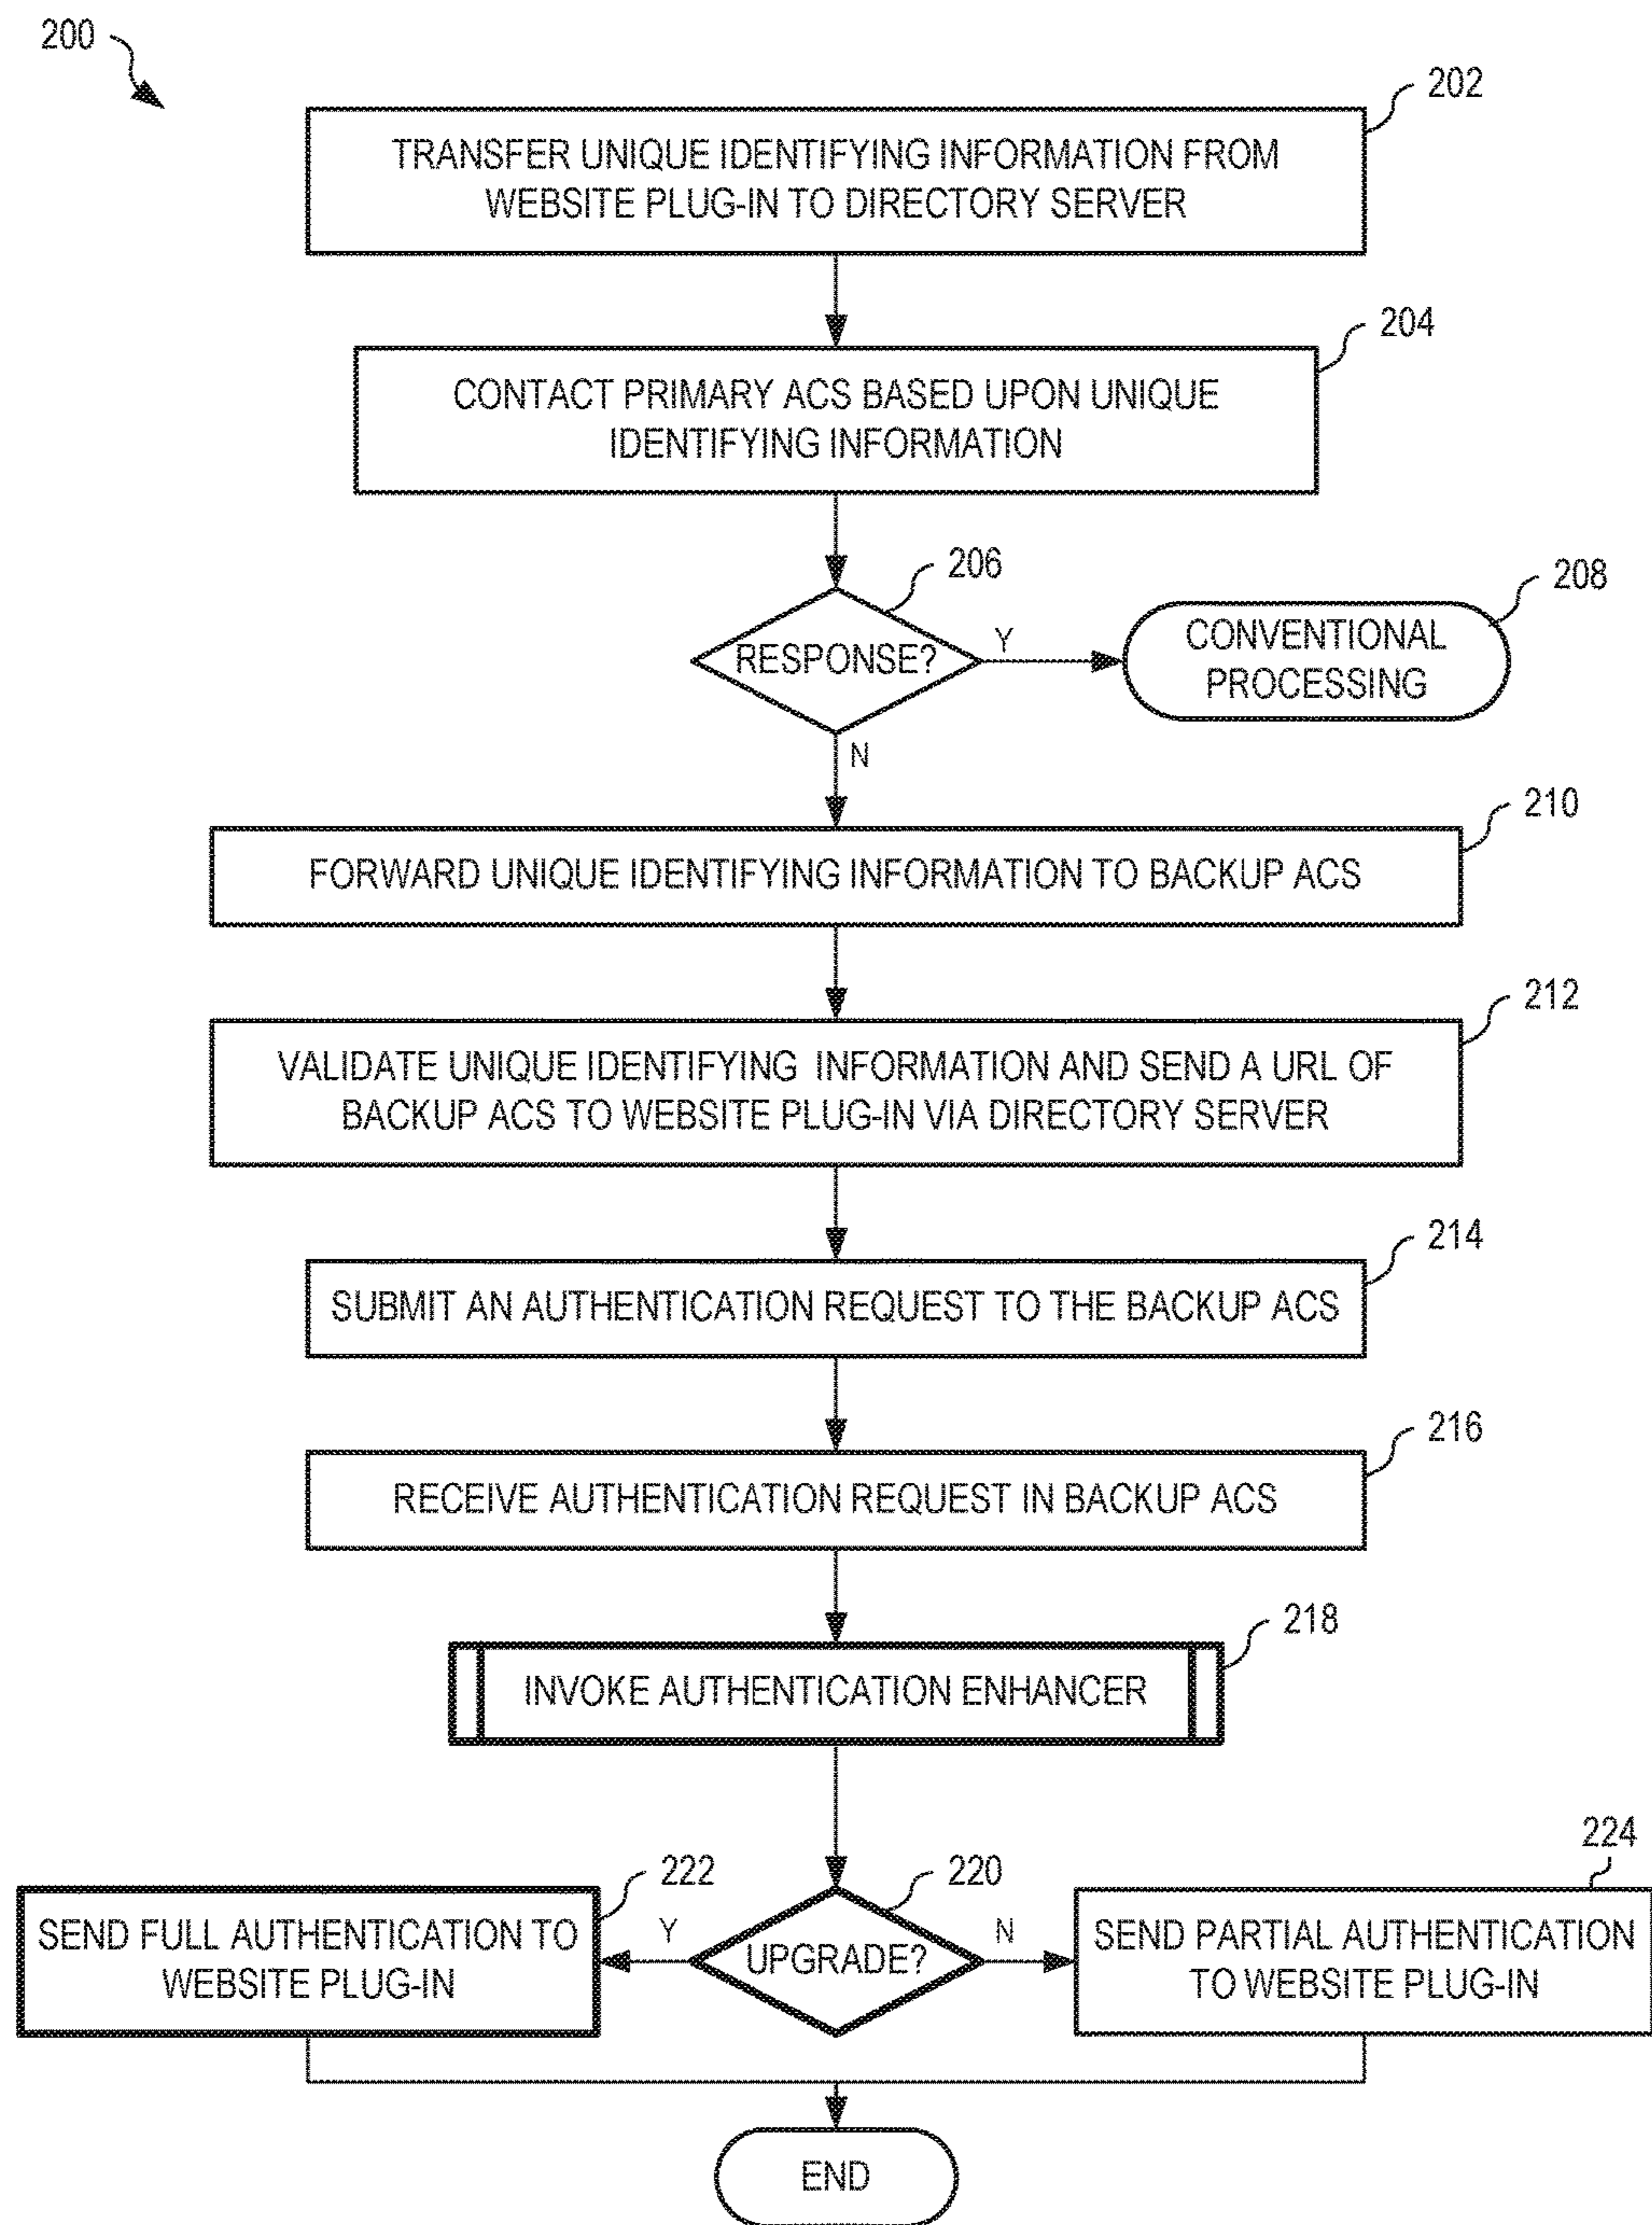 200
202
TRANSFER UNIQUE IDENTIFYING INFORMATION FROM
WEBSITE PLUG-IN TO DIRECTORY SERVER
204
CONTACT PRIMARY ACS BASED UPON UNIQUE
IDENTIFYING INFORMATION
206
RESPONSE?
Y
208
CONVENTIONAL
PROCESSING
N
210
FORWARD UNIQUE IDENTIFYING INFORMATION TO BACKUP ACS
212
VALIDATE UNIQUE IDENTIFYING INFORMATION AND SEND A URL OF
BACKUP ACS TO WEBSITE PLUG-IN VIA DIRECTORY SERVER
214
SUBMIT AN AUTHENTICATION REQUEST TO THE BACKUP ACS
216
RECEIVE AUTHENTICATION REQUEST IN BACKUP ACS
218
INVOKE AUTHENTICATION ENHANCER
222
SEND FULL AUTHENTICATION TO
WEBSITE PLUG-IN
Y
220
UPGRADE?
N
224
SEND PARTIAL AUTHENTICATION
TO WEBSITE PLUG-IN
END